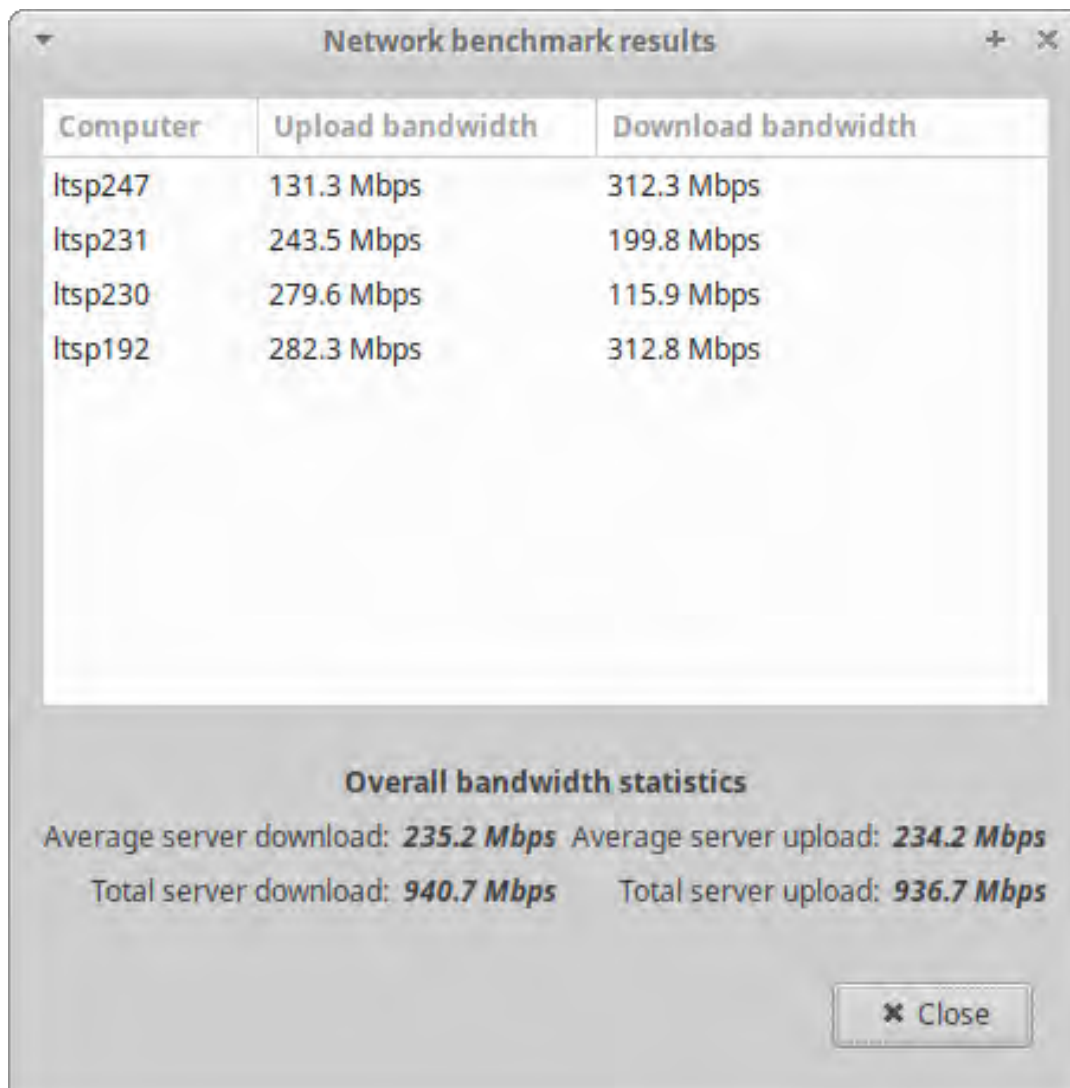 Network benchmark results
Computer Upload bandwidth Download bandwidth
ltsp247 131.3 Mbps 312.3 Mbps
ltsp231 243.5 Mbps 199.8 Mbps
ltsp230 279.6 Mbps 115.9 Mbps
ltsp192 282.3 Mbps 312.8 Mbps
Overall bandwidth statistics
Average server download: 235.2 Mbps Average server upload: 234.2 Mbps
Total server download: 940.7 Mbps Total server upload: 936.7 Mbps
Close